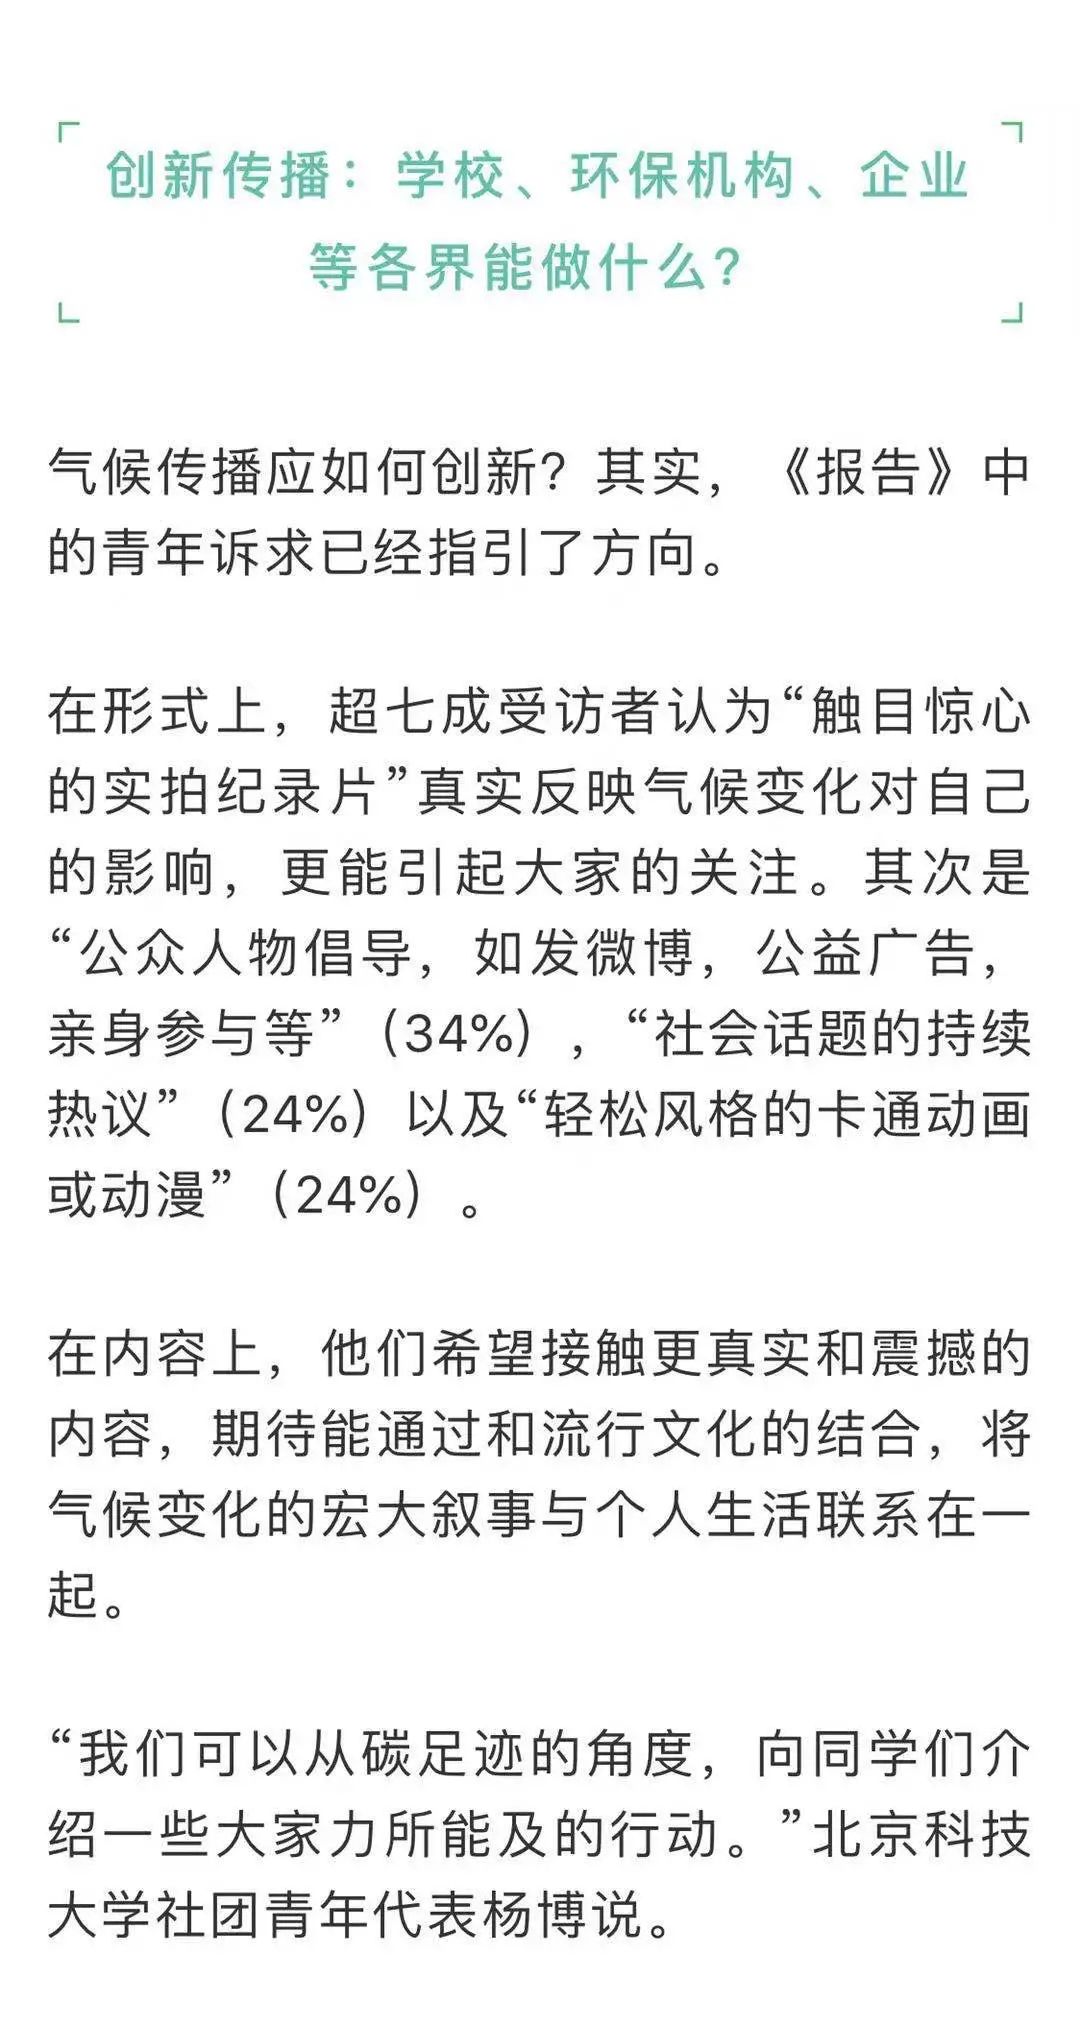 创新传播：学校、环保机构、企业
等各界能做什么？
气候传播应如何创新？其实，《报告》中
的青年诉求已经指引了方向。
在形式上，超七成受访者认为“触目惊心
的实拍纪录片”真实反映气候变化对自己
的影响，更能引起大家的关注。其次是
“公众人物倡导，如发微博，公益广告，
亲身参与等”（34%），“社会话题的持续
热议”（24%）以及“轻松风格的卡通动画
或动漫”（24%）。
在内容上，他们希望接触更真实和震撼的
内容，期待能通过和流行文化的结合，将
气候变化的宏大叙事与个人生活联系在一
起。
“我们可以从碳足迹的角度，向同学们介
绍一些大家力所能及的行动。”北京科技
大学社团青年代表杨博说。